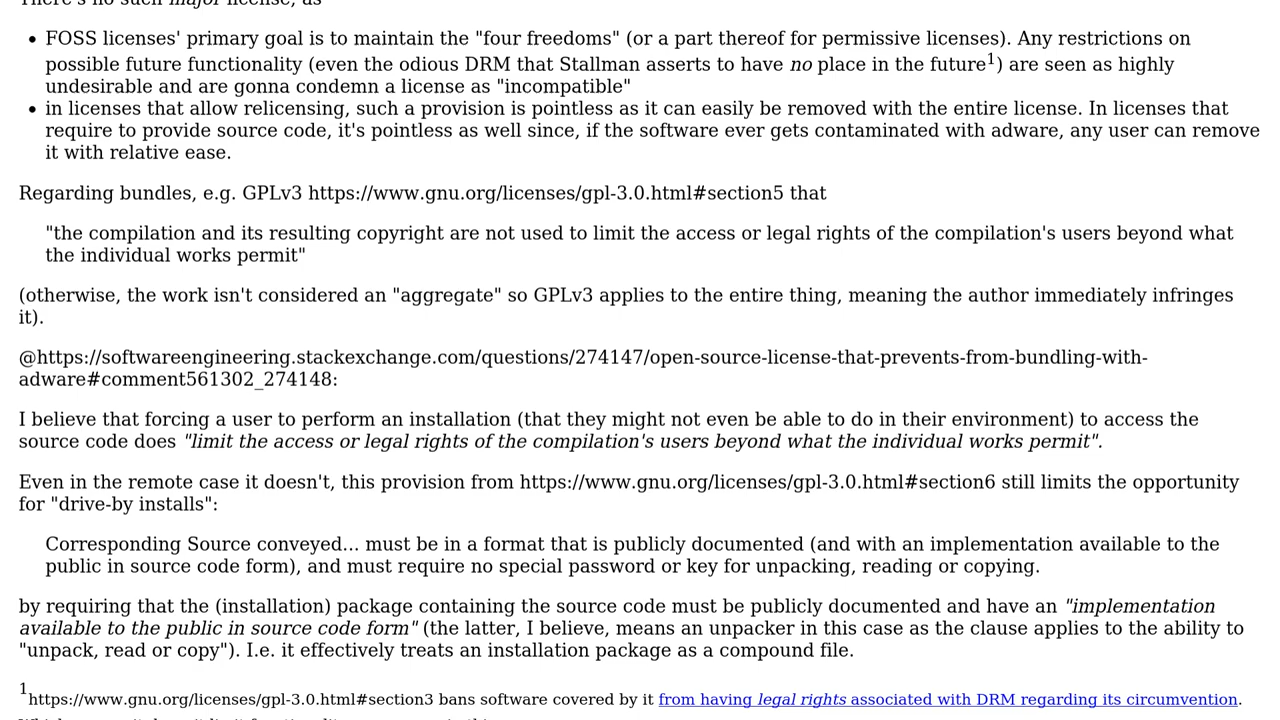 There's no such major license, as
FOSS licenses' primary goal is to maintain the "four freedoms" (or a part thereof for permissive licenses). Any restrictions on
possible future functionality (even the odious DRM that Stallman asserts to have no place in the future1) are seen as highly
undesirable and are gonna condemn a license as "incompatible"
in licenses that allow relicensing, such a provision is pointless as it can easily be removed with the entire license. In licenses that
require to provide source code, it's pointless as well since, if the software ever gets contaminated with adware, any user can remove
it with relative ease.
Regarding bundles, e.g. GPLv3 https://www.gnu.org/licenses/gpl-3.0.html#section5 that
"the compilation and its resulting copyright are not used to limit the access or legal rights of the compilation's users beyond what
the individual works permit"
(otherwise, the work isn't considered an "aggregate" so GPLv3 applies to the entire thing, meaning the author immediately infringes
it).
@https://softwareengineering.stackexchange.com/questions/274147/open-source-license-that-prevents-from-bundling-with-
adware#comment561302_274148:
I believe that forcing a user to perform an installation (that they might not even be able to do in their environment) to access the
source code does "limit the access or legal rights of the compilation's users beyond what the individual works permit".
Even in the remote case it doesn't, this provision from https://www.gnu.org/licenses/gpl-3.0.html#section6 still limits the opportunity
for "drive-by installs":
Corresponding Source conveyed... must be in a format that is publicly documented (and with an implementation available to the
public in source code form), and must require no special password or key for unpacking, reading or copying.
by requiring that the (installation) package containing the source code must be publicly documented and have an "implementation
available to the public in source code form" (the latter, I believe, means an unpacker in this case as the clause applies to the ability to
"unpack, read or copy"). I.e. it effectively treats an installation package as a compound file.
1https://www.gnu.org/licenses/gpl-3.0.html#section3 bans software covered by it from having legal rights associated with DRM regarding its circumvention.